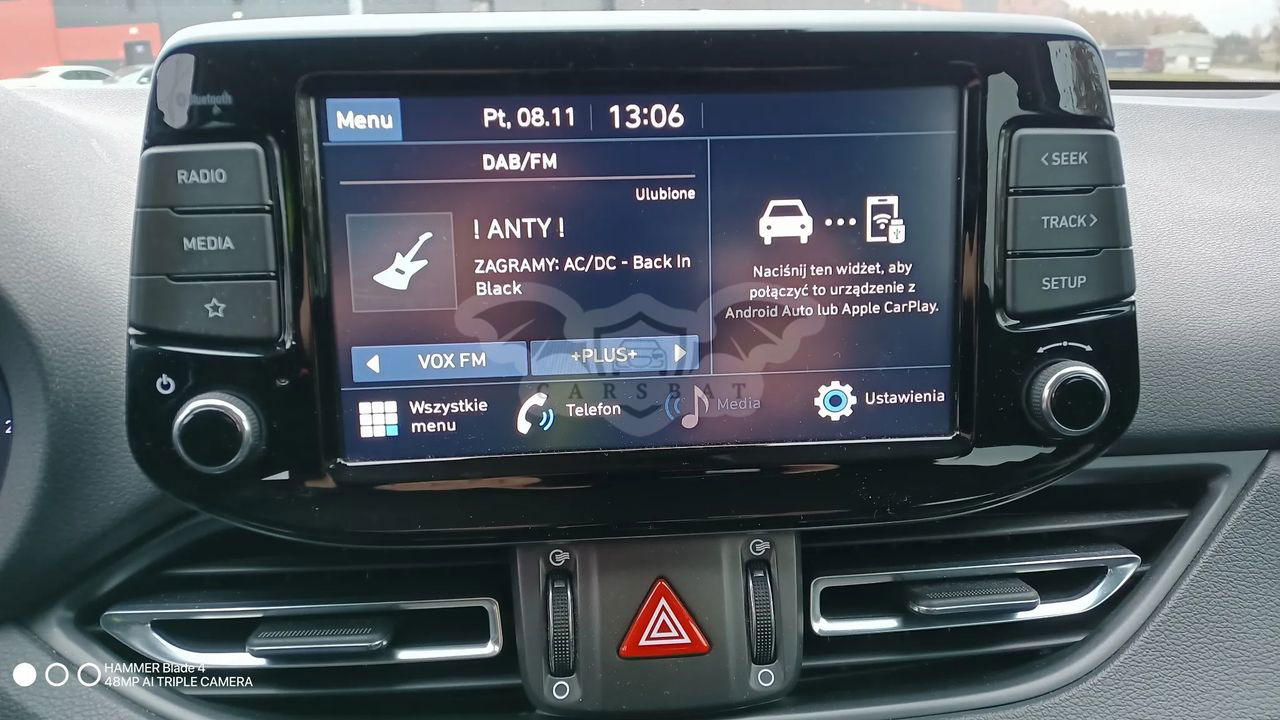 Bluetooth
RADIO
MEDIA
Menu
Pt, 08.11
13:06
DAB/FM
Ulubione
! ANTY !
ZAGRAMY: AC/DC - Back In
Black
VOX FM
+PLUS+
Naciśnij ten widżet, aby
połączyć to urządzenie z
Android Auto lub Apple CarPlay.
Wszystkie
menu
Telefon
Media
Ustawienia
<SEEK
TRACK>
SETUP
CARSBAT
2
HAMMER Blade 4
48MP AI TRIPLE CAMERA